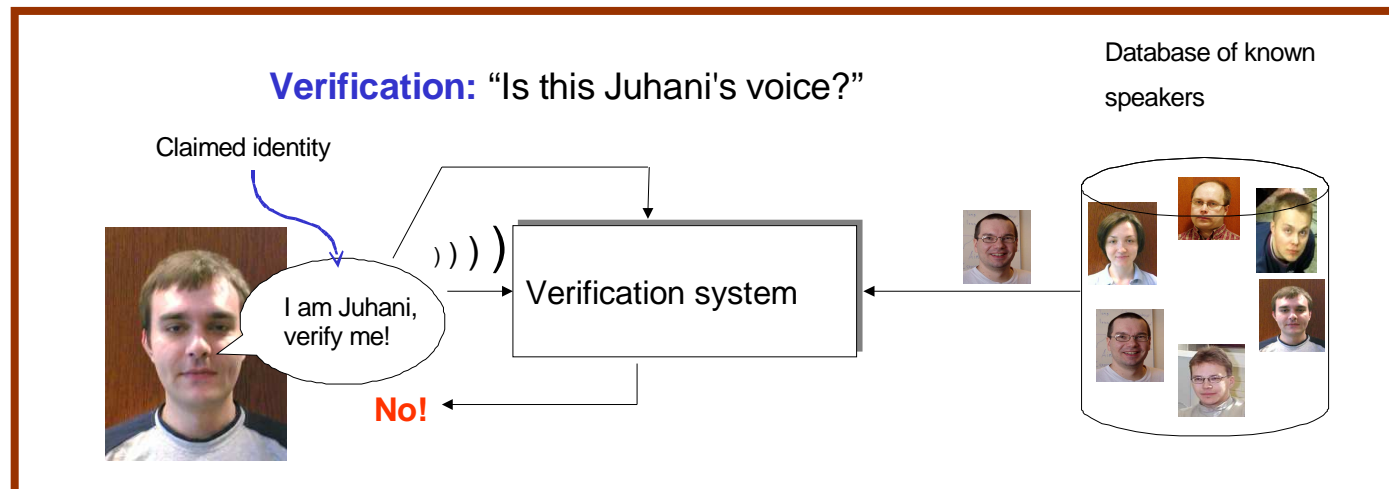 Database of known
speakers
Verification: “Is this Juhani's voice?”
Claimed identity
I am Juhani,
verify me!
) ) ) ) )
Verification system
No!